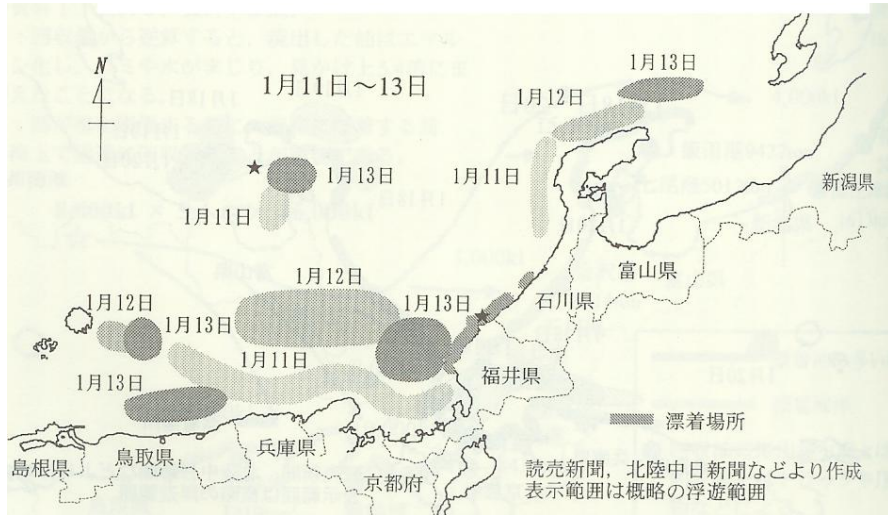 1月11日～13日
N
1月13日
1月12日
1月11日
新潟県
1月13日
1月11日
富山県
石川県
1月12日
1月13日
1月12日
1月13日
1月11日
1月13日
福井県
漂着場所
島根県
鳥取県
兵庫県
京都府
読売新聞，北陸中日新聞などより作成
表示範囲は概略の浮遊範囲